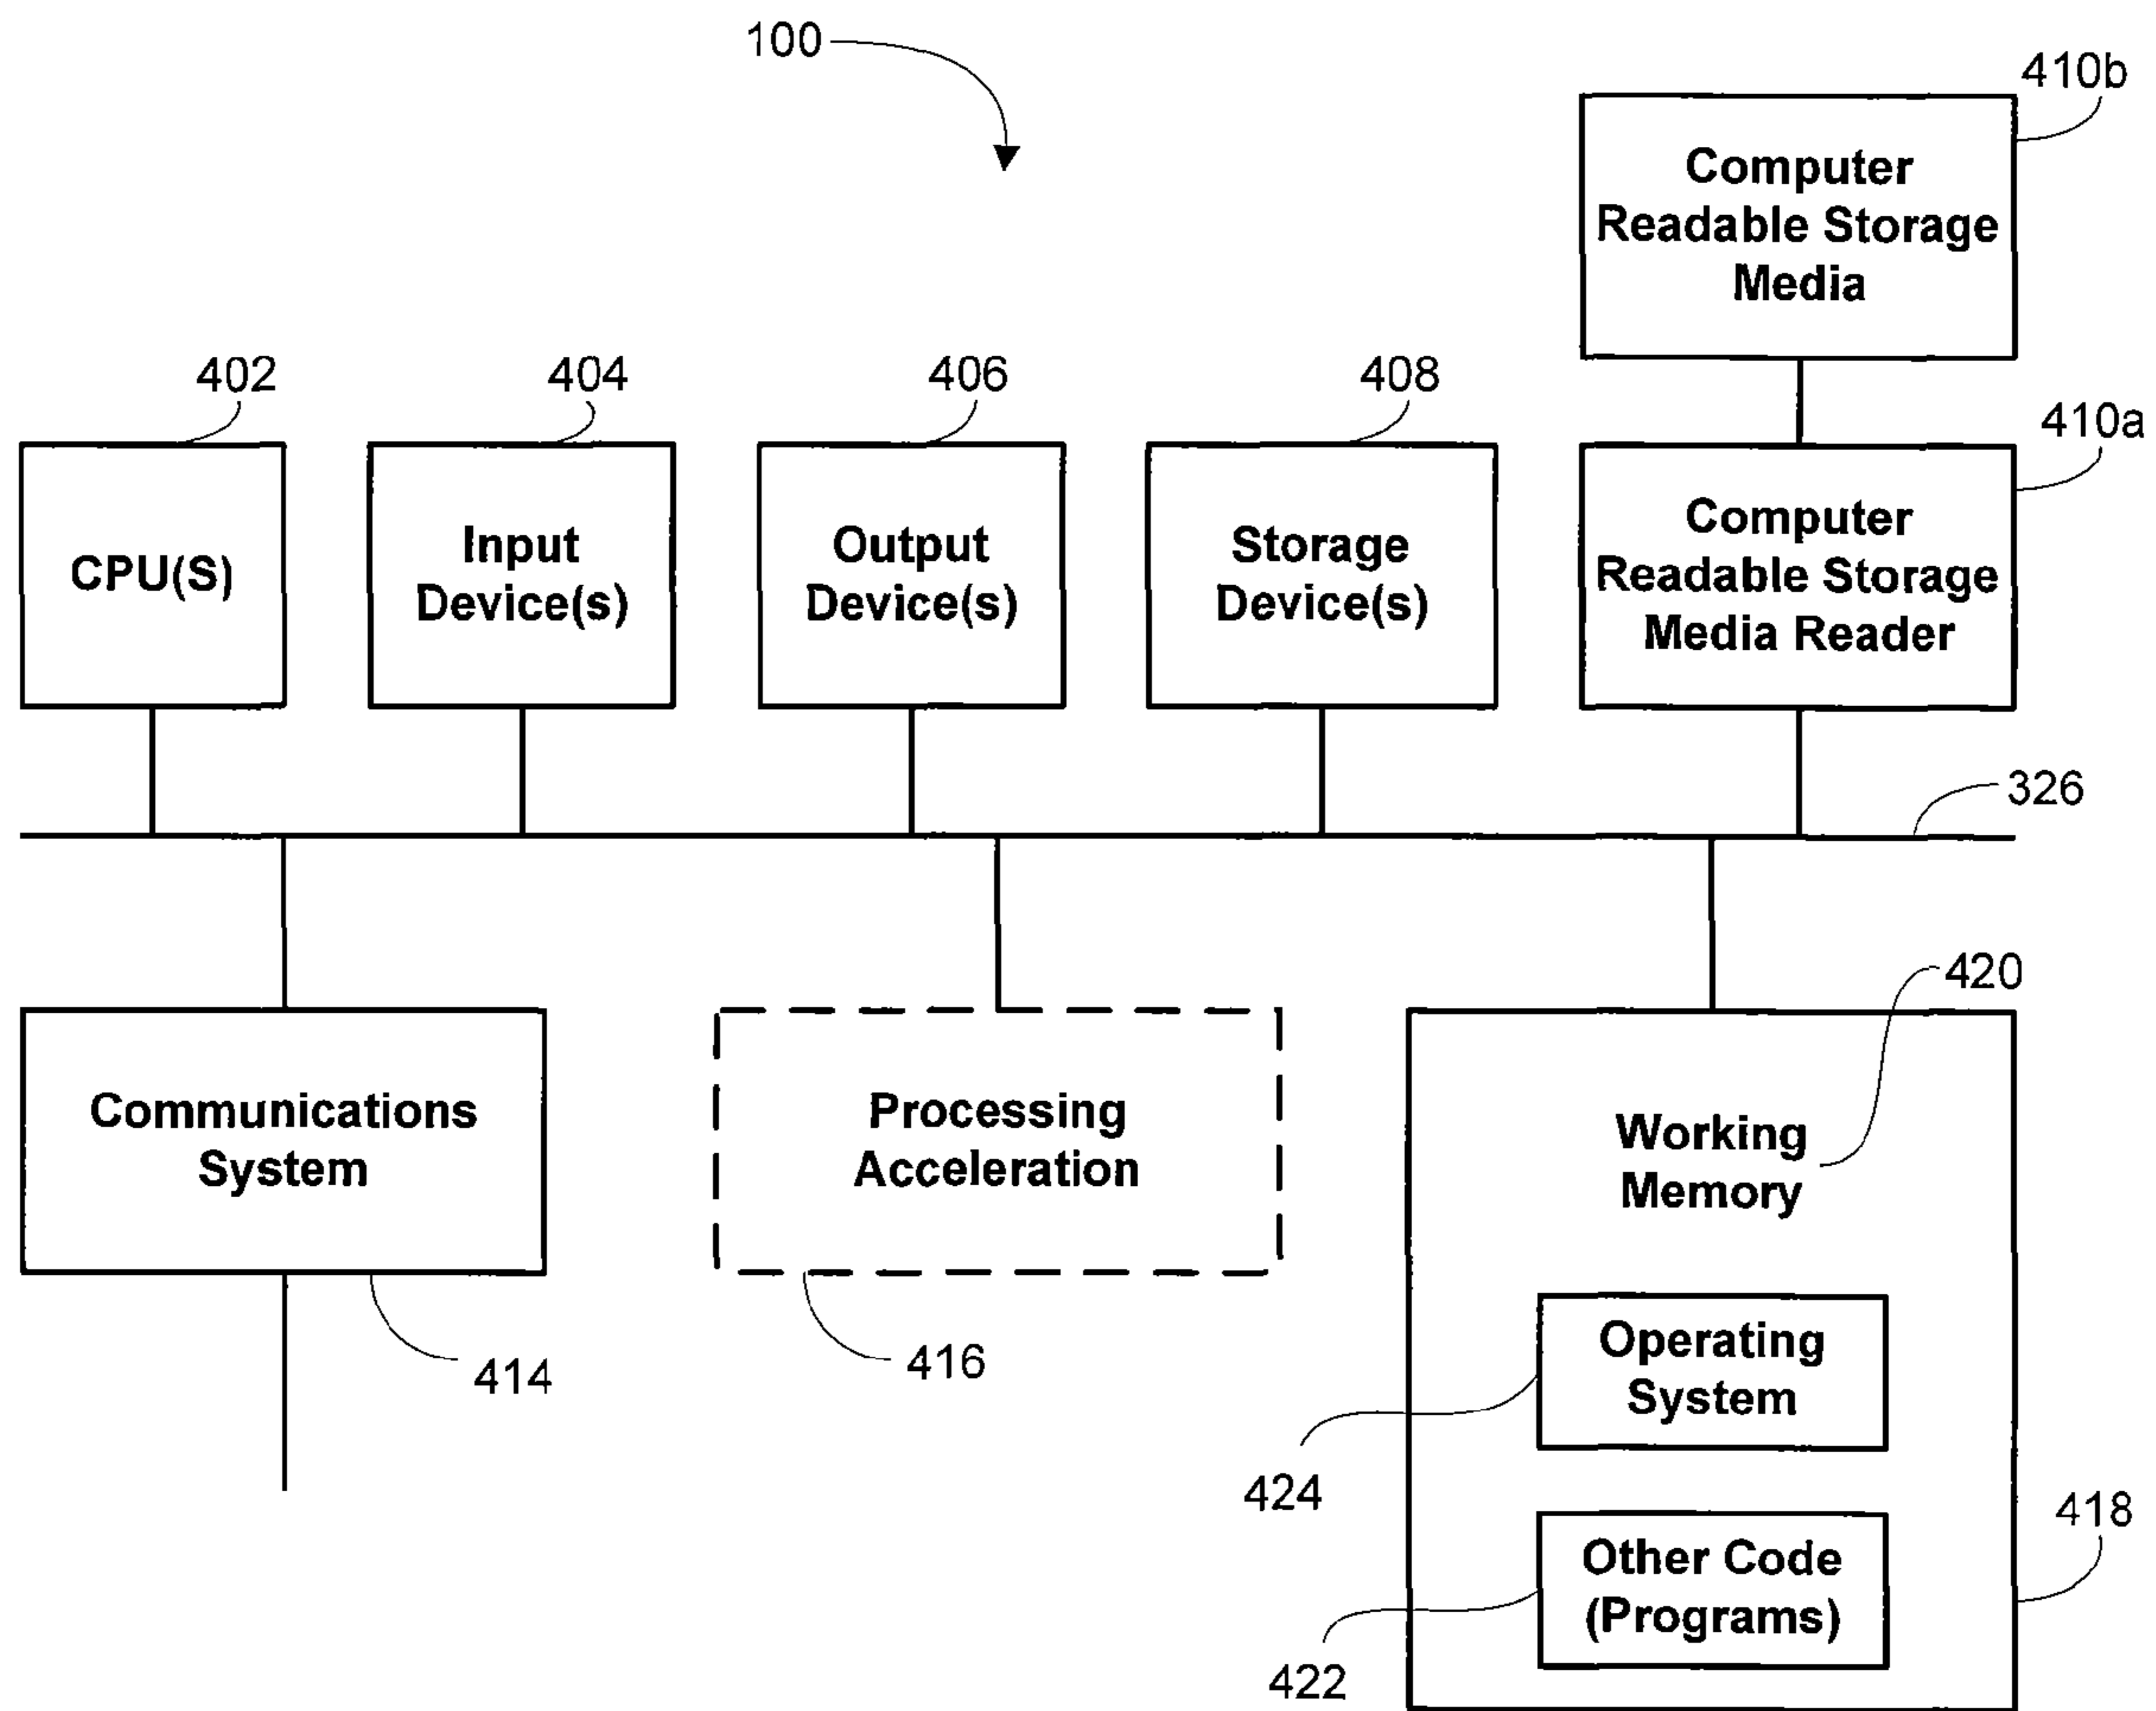 100
410b
Computer
Readable Storage
Media
402
404
406
408
410a
CPU(S)
Input
Device(s)
Output
Device(s)
Storage
Device(s)
Computer
Readable Storage
Media Reader
326
420
Communications
System
Processing
Acceleration
Working
Memory
414
416
Operating
System
424
418
Other Code
(Programs)
422